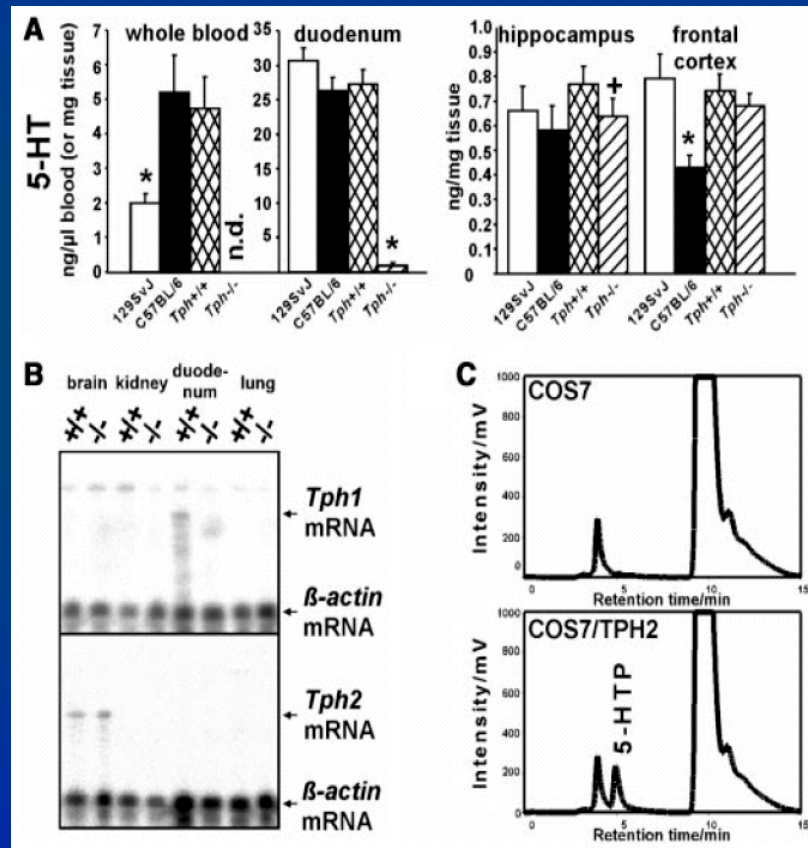 A
5-HT
ng/µl blood (or mg tissue)
whole blood
duodenum
7
6
5
4
3
2
1
0
*
n.d.
35
30
25
20
15
10
5
*
129SvJ
C57BL/6
Tph+/+
Tph-/-
129SvJ
C57BL/6
Tph+/+
Tph-/-
ng/mg tissue
hippocampus
frontal
cortex
1
0.9
0.8
0.7
0.6
0.5
0.4
0.3
0.2
0.1
0
+
*
129SvJ
C57BL/6
Tph+/+
Tph-/-
129SvJ
C57BL/6
Tph+/+
Tph-/-
B
brain kidney duode-
num lung
+/+ -/- +/+ -/- +/+ -/- +/+ -/-
Tph1
mRNA
ß-actin
mRNA
Tph2
mRNA
ß-actin
mRNA
C
COS7
Intensity/mV
1000
800
600
400
200
0
0 5 10 15
Retention time/min
COS7/TPH2
5-HTP
Intensity/mV
1000
800
600
400
200
0
0 5 10 15
Retention time/min